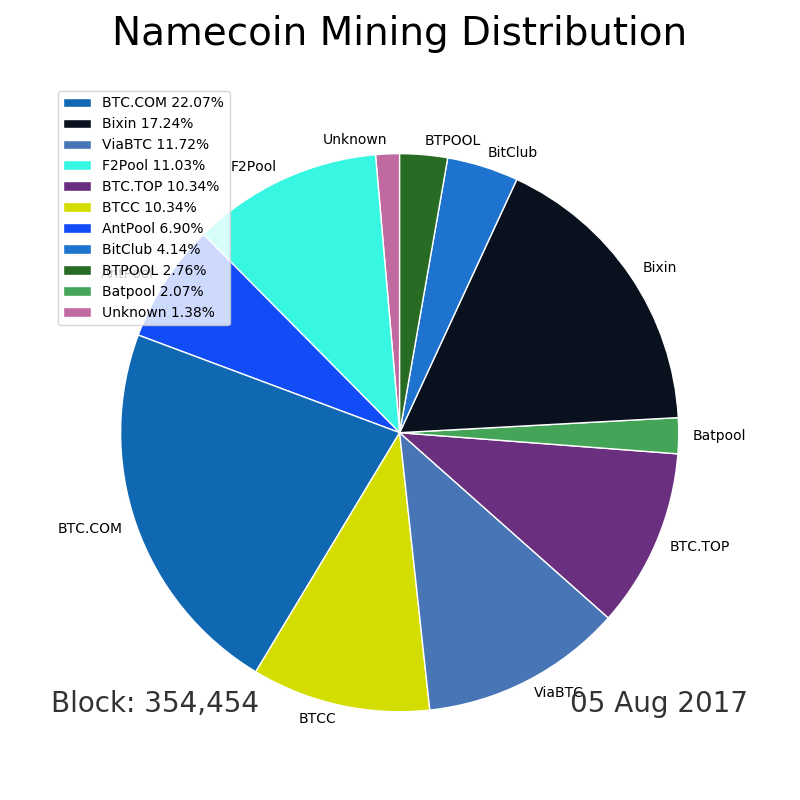 Namecoin Mining Distribution
BTC.COM 22.07%
Bixin 17.24%
ViaBTC 11.72%
F2Pool 11.03%
BTC.TOP 10.34%
BTCC 10.34%
AntPool 6.90%
BitClub 4.14%
BTPOOL 2.76%
Batpool 2.07%
Unknown 1.38%
Unknown
BTPOOL
BitClub
F2Pool
Bixin
AntPool
Batpool
BTC.COM
BTC.TOP
ViaBTC
BTCC
Block: 354,454
05 Aug 2017